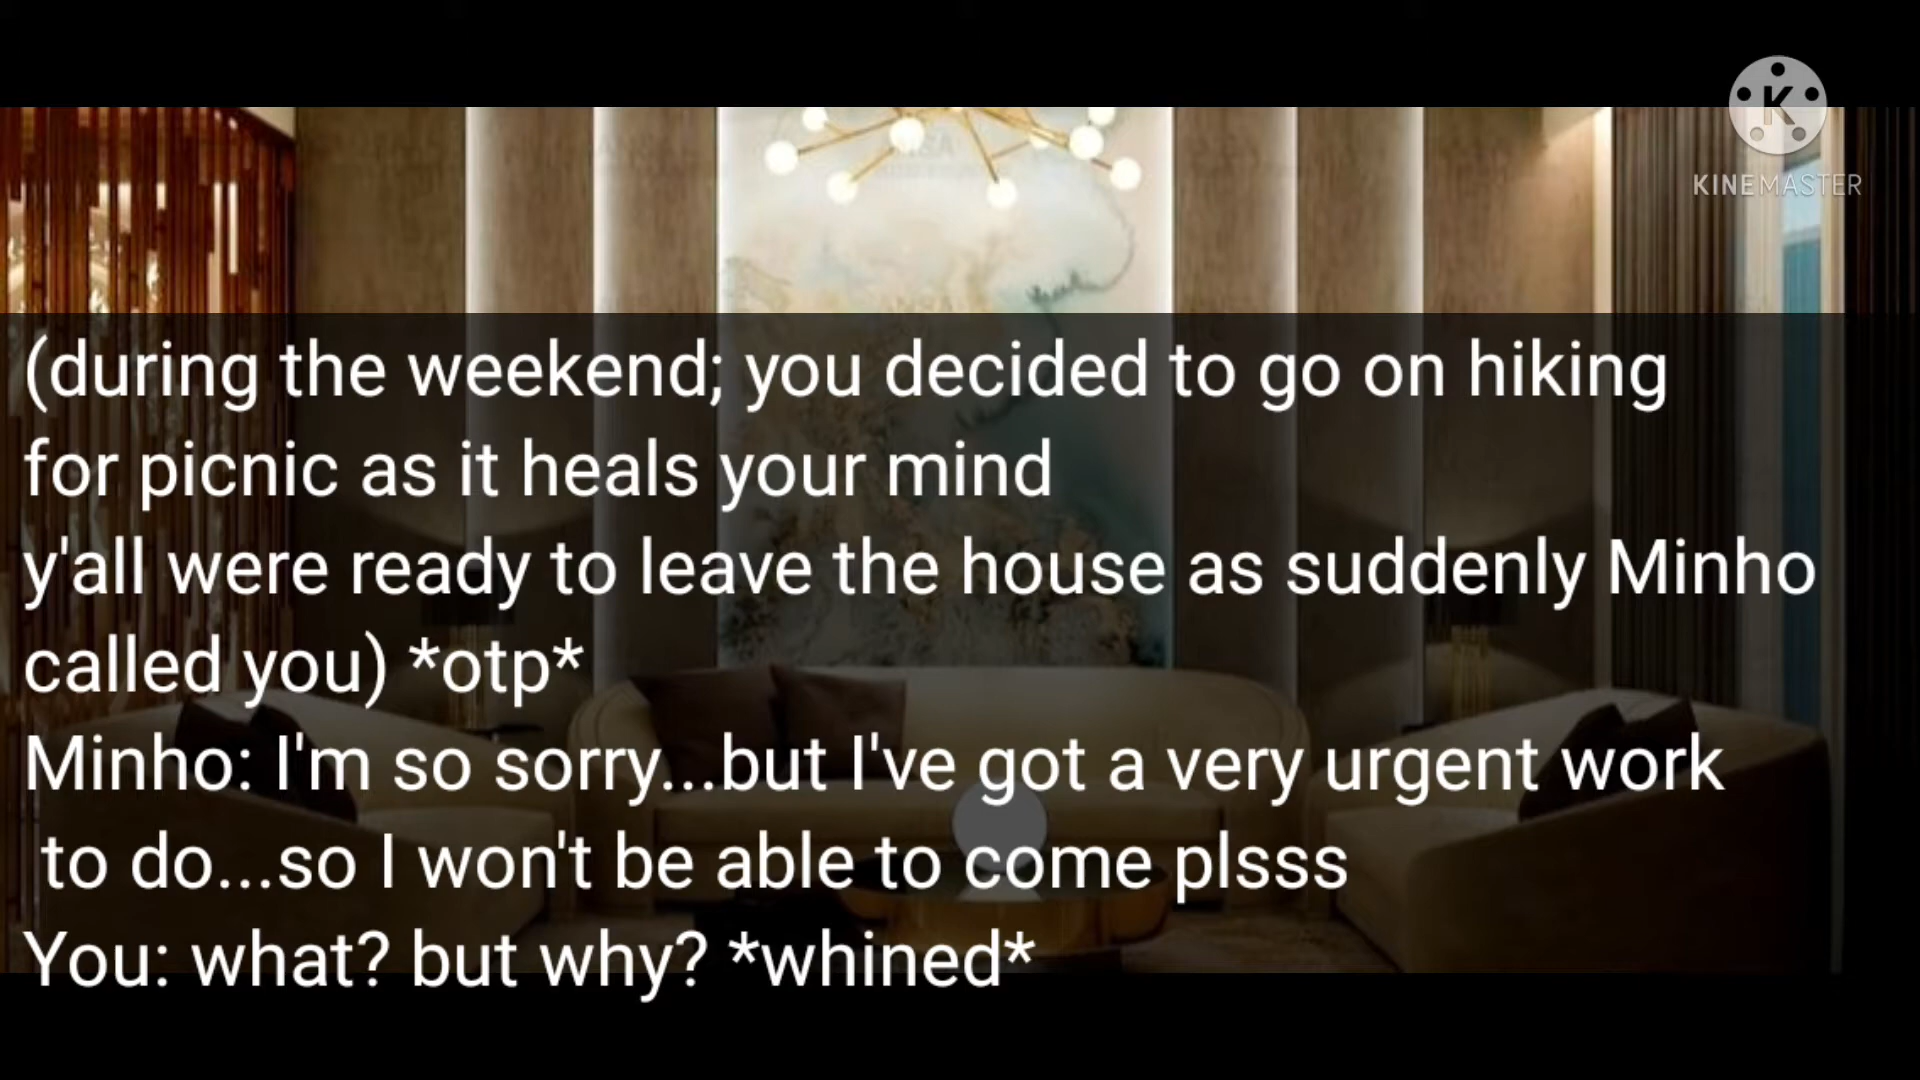 KINEMASTER
(during the weekend; you decided to go on hiking
for picnic as it heals your mind
y'all were ready to leave the house as suddenly Minho
called you) *otp*
Minho: I'm so sorry...but I've got a very urgent work
to do...so I won't be able to come plsss
You: what? but why? *whined*